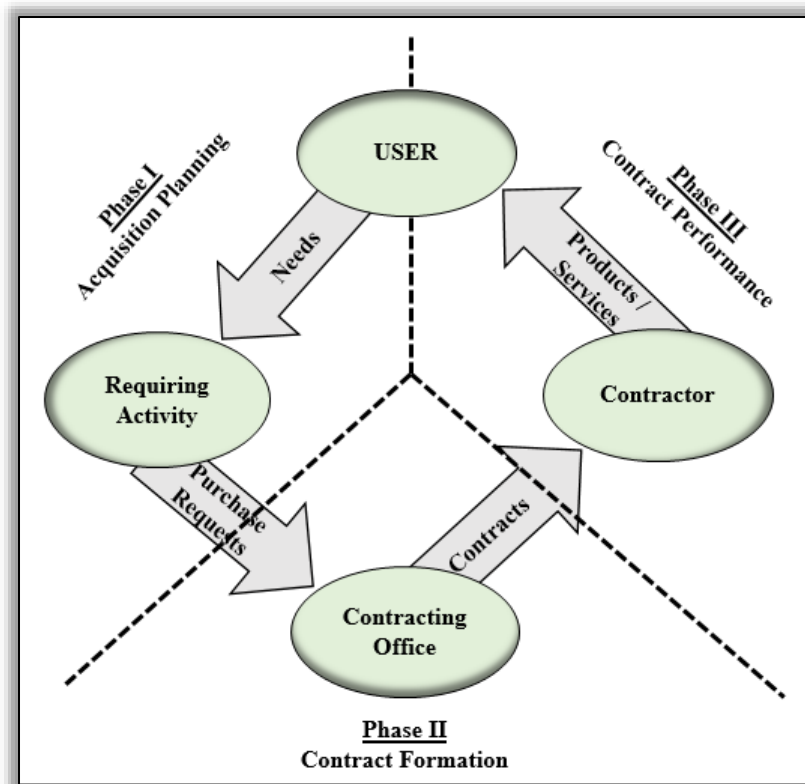 USER
Phase I
Acquisition Planning
Needs
Phase III
Contract Performance
Products /
Services
Requiring
Activity
Contractor
Purchase
Requests
Contracts
Contracting
Office
Phase II
Contract Formation